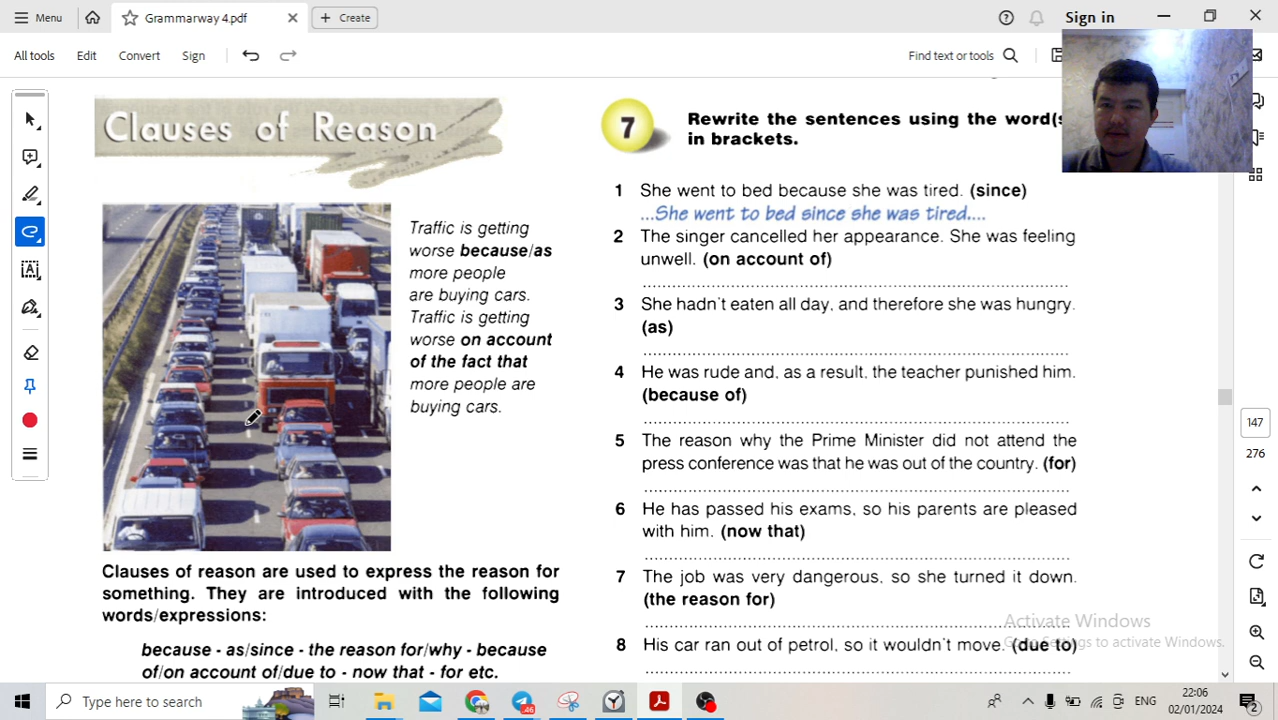 Menu
Grammarway 4.pdf
Create
Sign in
All tools
Edit
Convert
Sign
Find text or tools
Clauses of Reason
Traffic is getting
worse because/as
more people
are buying cars.
Traffic is getting
worse on account
of the fact that
more people are
buying cars.
Clauses of reason are used to express the reason for
something. They are introduced with the following
words/expressions:
because - as/since - the reason for/why - because
of/on account of/due to - now that - for etc.
7 Rewrite the sentences using the word(s
in brackets.
1 She went to bed because she was tired. (since)
...She went to bed since she was tired....
2 The singer cancelled her appearance. She was feeling
unwell. (on account of)
3 She hadn't eaten all day, and therefore she was hungry.
(as)
4 He was rude and, as a result, the teacher punished him.
(because of)
5 The reason why the Prime Minister did not attend the
press conference was that he was out of the country. (for)
6 He has passed his exams, so his parents are pleased
with him. (now that)
7 The job was very dangerous, so she turned it down.
(the reason for)
8 His car ran out of petrol, so it wouldn't move. (due to)
147
276
Activate Windows
Go to Settings to activate Windows.
Type here to search
.46
ENG
22:06
02/01/2024
2